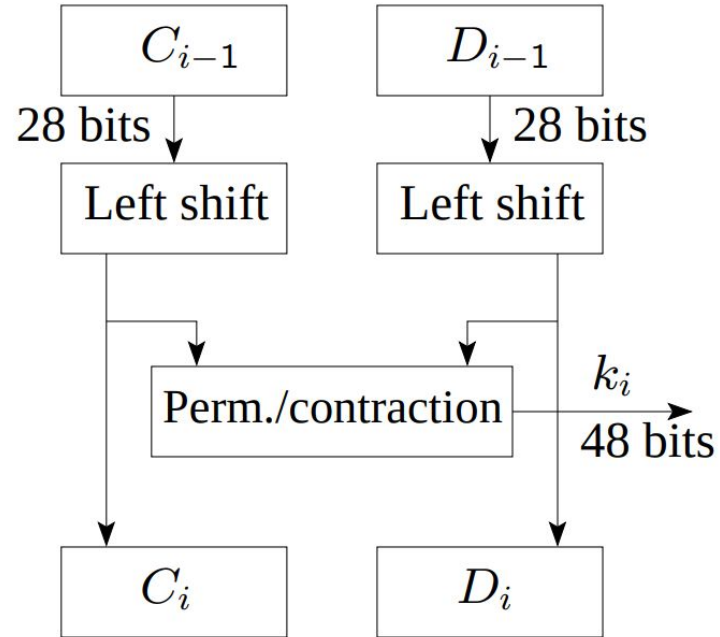 C_{i−1}
D_{i−1}
28 bits
28 bits
Left shift
Left shift
k_i
Perm./contraction
48 bits
C_i
D_i